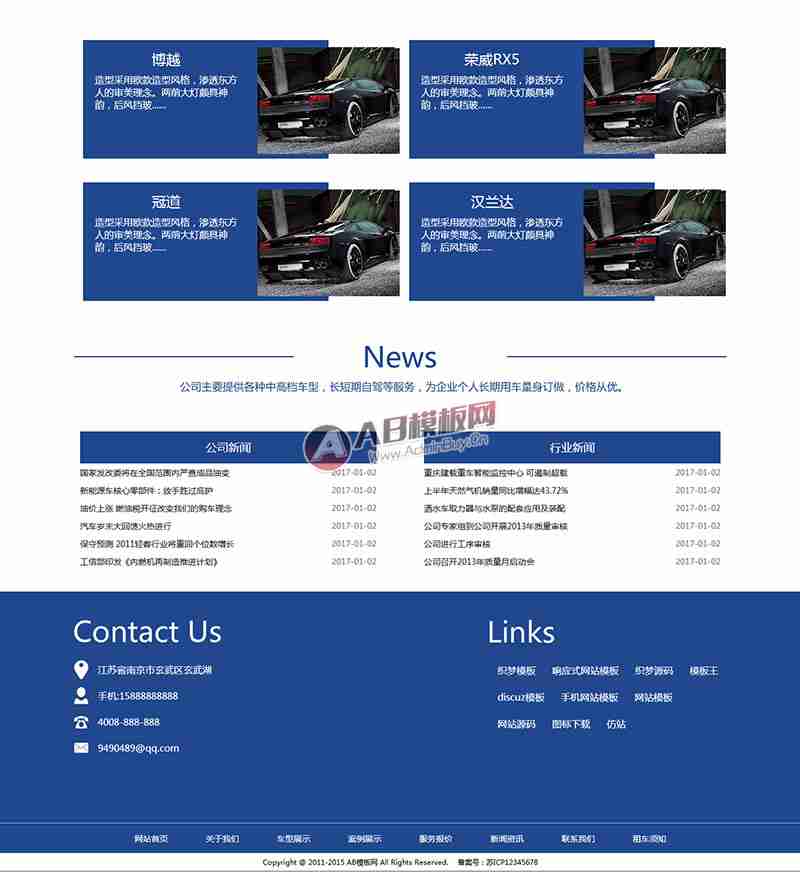 博越
造型采用欧款造型风格，渗透东方
人的审美理念。两前大灯颇具神
韵，后风挡玻......
荣威RX5
造型采用欧款造型风格，渗透东方
人的审美理念。两前大灯颇具神
韵，后风挡玻......
冠道
造型采用欧款造型风格，渗透东方
人的审美理念。两前大灯颇具神
韵，后风挡玻......
汉兰达
造型采用欧款造型风格，渗透东方
人的审美理念。两前大灯颇具神
韵，后风挡玻......
News
公司主要提供各种中高档车型，长短期自驾等服务，为企业个人长期用车量身订做，价格从优。
AB模板网
www.AdminBuy.cn
公司新闻
国家发改委将在全国范围内严查成品油变 2017-01-02
新能源车核心零部件：放手胜过庇护 2017-01-02
油价上涨 燃油税开征改变我们的购车理念 2017-01-02
汽车岁末大回馈火热进行 2017-01-02
保守预测 2011轻客行业将重回个位数增长 2017-01-02
工信部印发《内燃机再制造推进计划》 2017-01-02
行业新闻
重庆建载重车智能监控中心 可遏制超载 2017-01-02
上半年天然气机销量同比增幅达43.72% 2017-01-02
洒水车取力器与水泵的配套应用及装配 2017-01-02
公司专家组到公司开展2013年质量审核 2017-01-02
公司进行工序审核 2017-01-02
公司召开2013年质量月启动会 2017-01-02
Contact Us
江苏省南京市玄武区玄武湖
手机:15888888888
4008-888-888
9490489@qq.com
Links
织梦模板 响应式网站模板 织梦源码 模板王
discuz模板 手机网站模板 网站模板
网站源码 图标下载 仿站
网站首页 关于我们 车型展示 案例展示 服务报价 新闻资讯 联系我们 租车须知
Copyright @ 2011-2015 AB模板网 All Rights Reserved. 备案号：苏ICP12345678